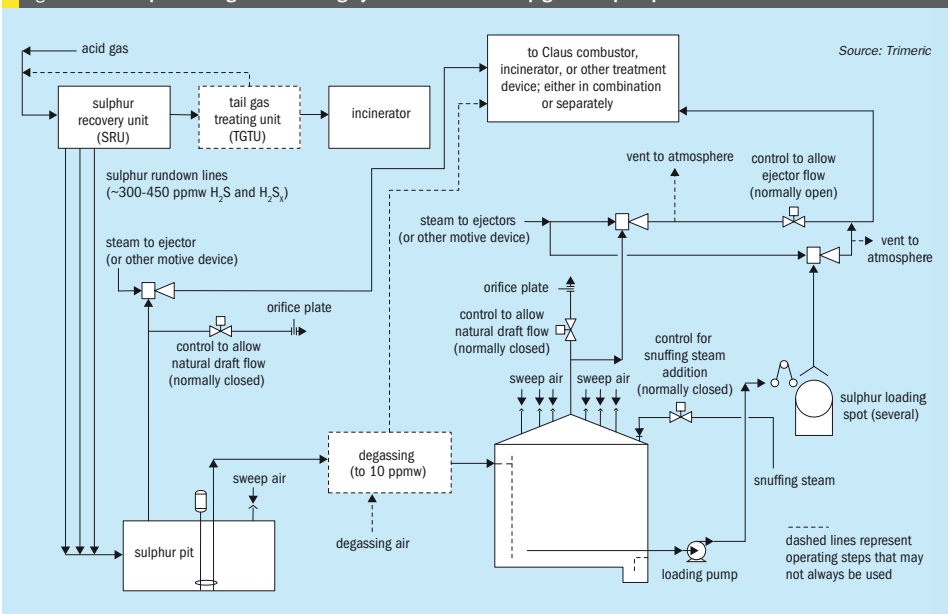 acid gas
sulphur
recovery unit
(SRU)
tail gas
treating unit
(TGTU)
incinerator
to Claus combustor,
incinerator, or other treatment
device; either in combination
or separately
Source: Trimeric
sulphur rundown lines
(~300-450 ppmw H₂S and H₂Sₓ)
vent to atmosphere
control to allow
ejector flow
(normally open)
steam to ejectors
(or other motive device)
vent to
atmosphere
steam to ejector
(or other motive device)
orifice plate
control to allow
natural draft flow
(normally closed)
orifice plate
control to allow
natural draft flow
(normally closed)
control for
snuffing steam
addition
(normally closed)
sweep air
sweep air
sulphur loading
spot (several)
degassing
(to 10 ppmw)
sweep air
snuffing steam
degassing air
sulphur pit
loading pump
dashed lines represent
operating steps that may
not always be used